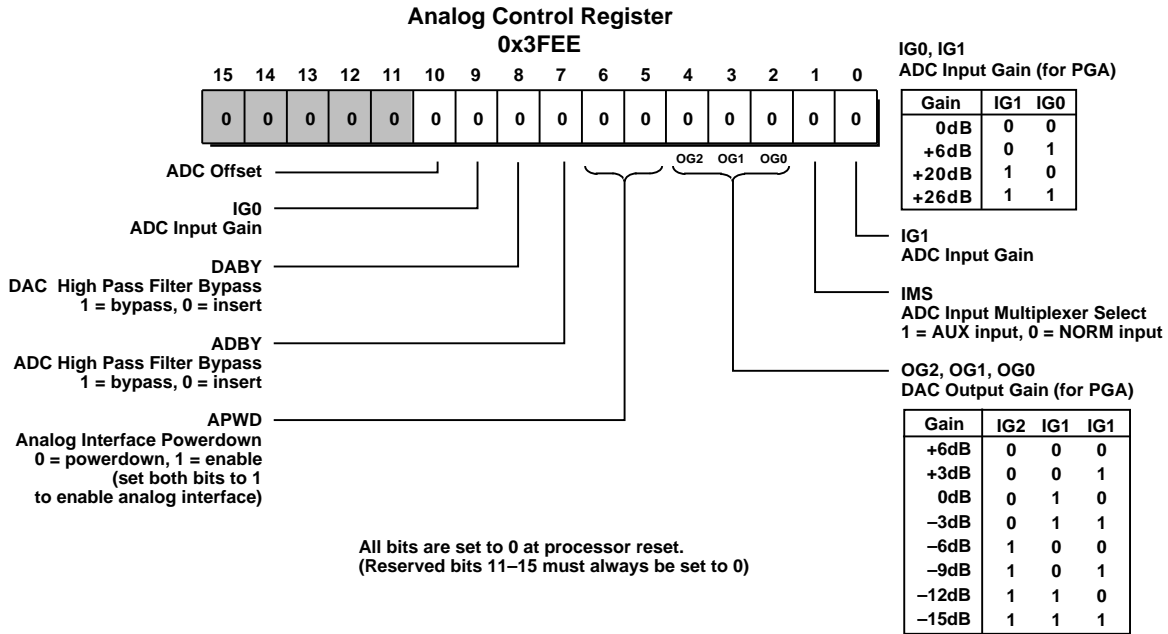 Analog Control Register
0x3FEE
15 14 13 12 11 10 9 8 7 6 5 4 3 2 1 0
0 0 0 0 0 0 0 0 0 0 0 0 0 0 0 0
OG2 OG1 OG0
ADC Offset
IG0
ADC Input Gain
DABY
DAC High Pass Filter Bypass
1 = bypass, 0 = insert
ADBY
ADC High Pass Filter Bypass
1 = bypass, 0 = insert
APWD
Analog Interface Powerdown
0 = powerdown, 1 = enable
(set both bits to 1
to enable analog interface)
IG0, IG1
ADC Input Gain (for PGA)
Gain IG1 IG0
0dB 0 0
+6dB 0 1
+20dB 1 0
+26dB 1 1
IG1
ADC Input Gain
IMS
ADC Input Multiplexer Select
1 = AUX input, 0 = NORM input
OG2, OG1, OG0
DAC Output Gain (for PGA)
Gain IG2 IG1 IG1
+6dB 0 0 0
+3dB 0 0 1
0dB 0 1 0
–3dB 0 1 1
–6dB 1 0 0
–9dB 1 0 1
–12dB 1 1 0
–15dB 1 1 1
All bits are set to 0 at processor reset.
(Reserved bits 11–15 must always be set to 0)